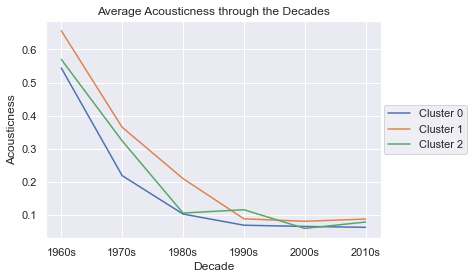 Average Acousticness through the Decades
Acousticness
0.6
0.5
0.4
0.3
0.2
0.1
1960s 1970s 1980s 1990s 2000s 2010s
Decade
Cluster 0
Cluster 1
Cluster 2